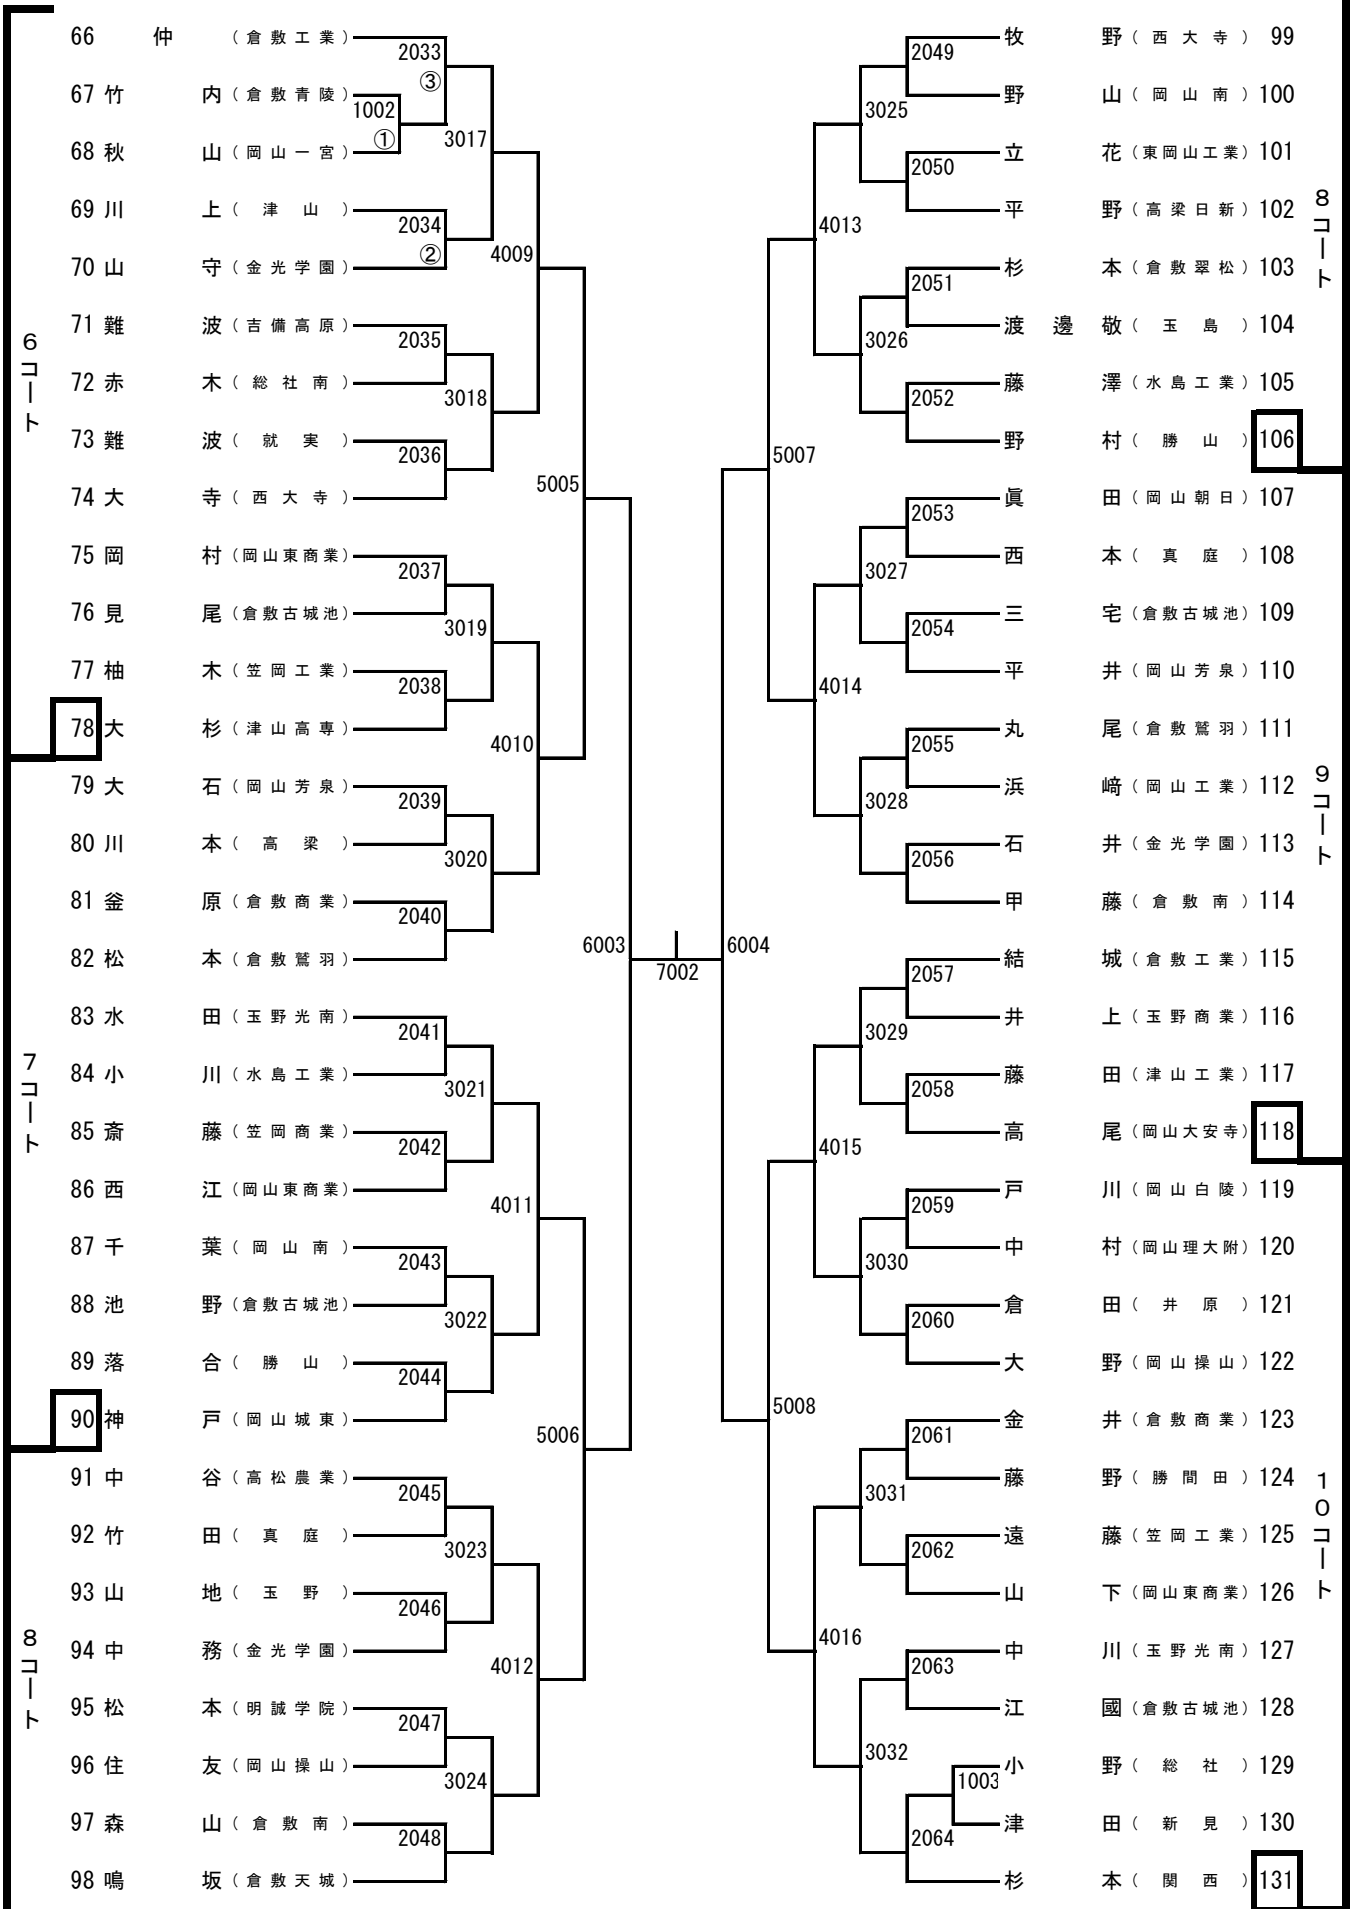 66 仲 (倉敷工業)
67 竹内 (倉敷青陵)
68 秋山 (岡山一宮)
69 川上 (津山)
70 山守 (金光学園)
71 難波 (吉備高原)
72 赤木 (総社南)
73 難波 (就実)
74 大寺 (西大寺)
75 岡村 (岡山東商業)
76 見尾 (倉敷古城池)
77 柚木 (笠岡工業)
78 大杉 (津山高専)
79 大石 (岡山芳泉)
80 川本 (高梁)
81 釜原 (倉敷商業)
82 松本 (倉敷鷲羽)
83 水田 (玉野光南)
84 小川 (水島工業)
85 斎藤 (笠岡商業)
86 西江 (岡山東商業)
87 千葉 (岡山南)
88 池野 (倉敷古城池)
89 落合 (勝山)
90 神戸 (岡山城東)
91 中谷 (高松農業)
92 竹田 (真庭)
93 山地 (玉野)
94 中務 (金光学園)
95 松本 (明誠学院)
96 住友 (岡山操山)
97 森山 (倉敷南)
98 鳴坂 (倉敷天城)
6コート
7コート
8コート
1002
①
2033
③
2034
②
2035
2036
2037
2038
2039
2040
2041
2042
2043
2044
2045
2046
2047
2048
3017
3018
3019
3020
3021
3022
3023
3024
4009
4010
4011
4012
5005
5006
6003
7002
6004
5007
5008
4013
4014
4015
4016
3025
3026
3027
3028
3029
3030
3031
3032
2049
2050
2051
2052
2053
2054
2055
2056
2057
2058
2059
2060
2061
2062
2063
2064
1003
牧野 (西大寺) 99
野山 (岡山南) 100
立花 (東岡山工業) 101
平野 (高梁日新) 102
杉本 (倉敷翠松) 103
渡邊敬 (玉島) 104
藤澤 (水島工業) 105
野村 (勝山) 106
眞田 (岡山朝日) 107
西本 (真庭) 108
三宅 (倉敷古城池) 109
平井 (岡山芳泉) 110
丸尾 (倉敷鷲羽) 111
浜﨑 (岡山工業) 112
石井 (金光学園) 113
甲藤 (倉敷南) 114
結城 (倉敷工業) 115
井上 (玉野商業) 116
藤田 (津山工業) 117
高尾 (岡山大安寺) 118
戸川 (岡山白陵) 119
中村 (岡山理大附) 120
倉田 (井原) 121
大野 (岡山操山) 122
金井 (倉敷商業) 123
藤野 (勝間田) 124
遠藤 (笠岡工業) 125
山下 (岡山東商業) 126
中川 (玉野光南) 127
江國 (倉敷古城池) 128
小野 (総社) 129
津田 (新見) 130
杉本 (関西) 131
8コート
9コート
10コート